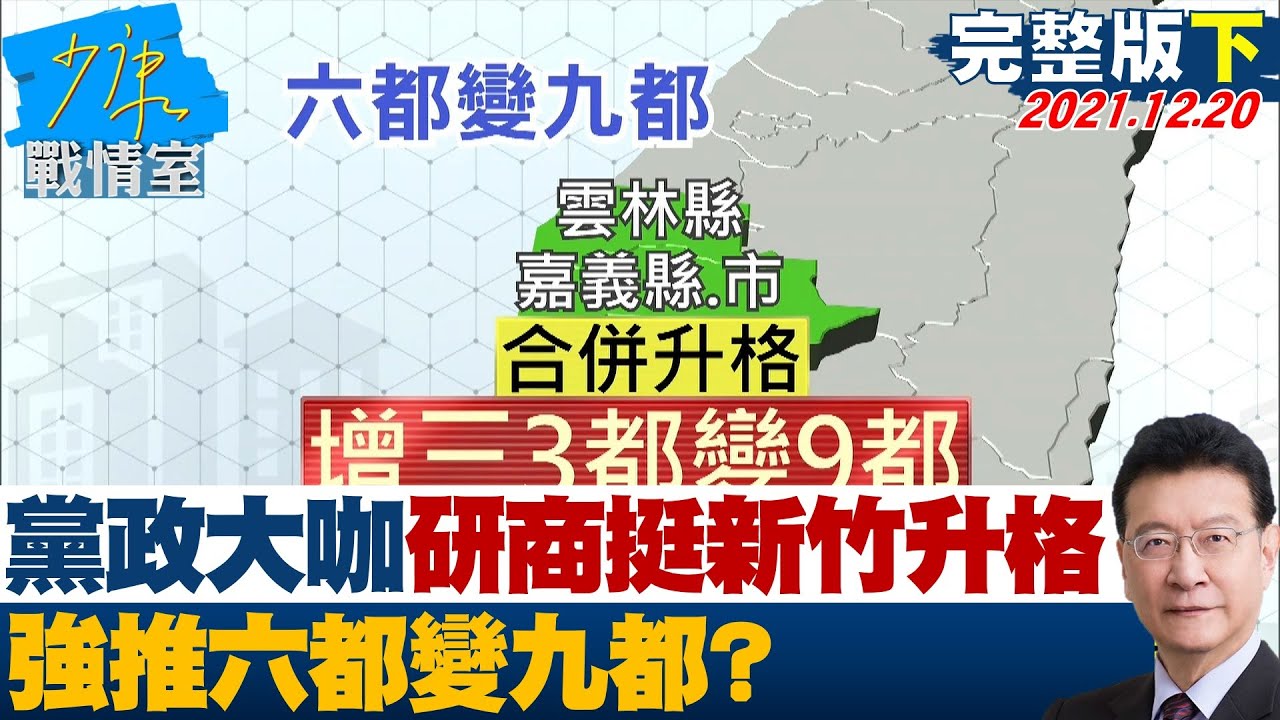 少康
戰情室
完整版下
2021.12.20
六都變九都
雲林縣
嘉義縣.市
合併升格
增三3都變9都
黨政大咖研商挺新竹升格
強推六都變九都?